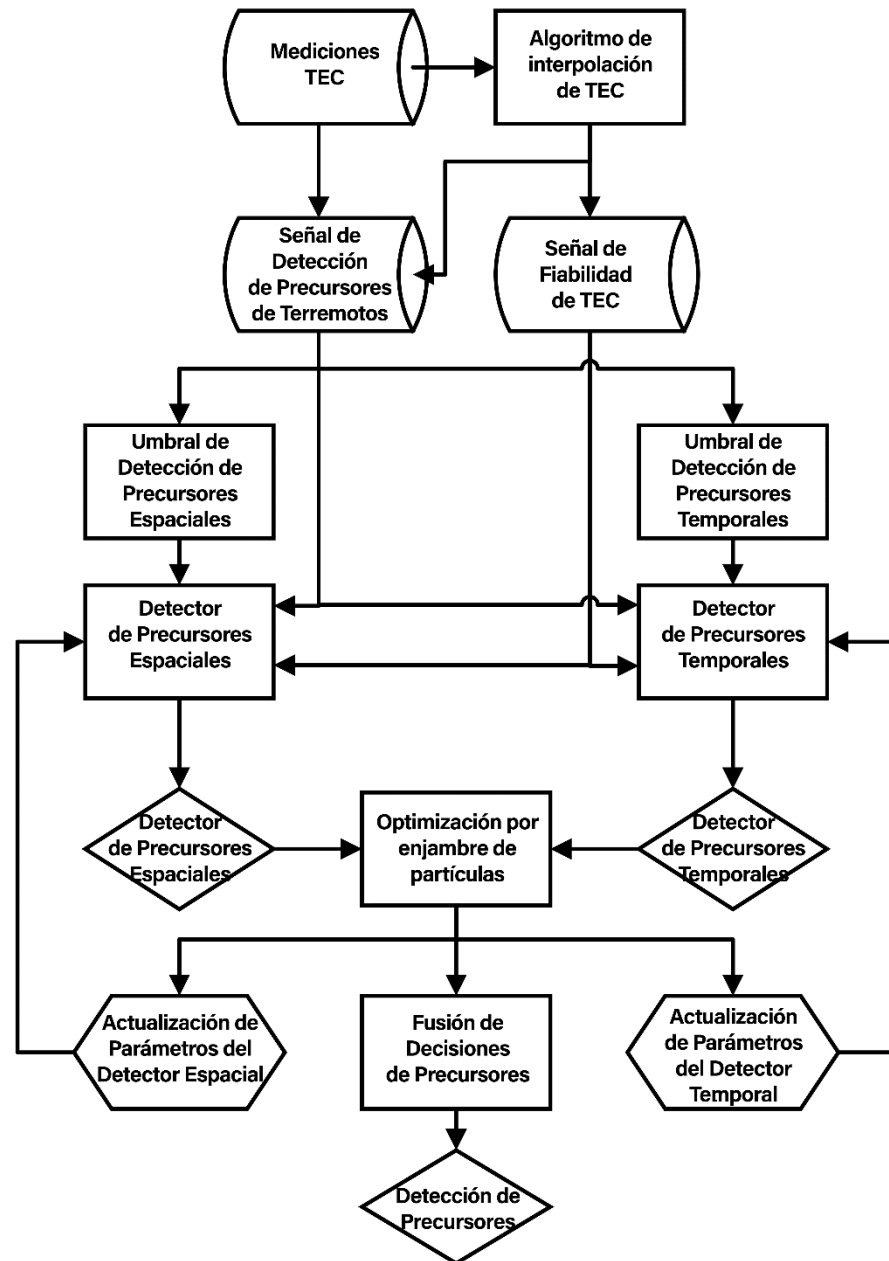 Mediciones
TEC
Algoritmo de
interpolación
de TEC
Señal de
Detección
de Precursores
de Terremotos
Señal de
Fiabilidad
de TEC
Umbral de
Detección de
Precursores
Espaciales
Umbral de
Detección de
Precursores
Temporales
Detector
de Precursores
Espaciales
Detector
de Precursores
Temporales
Detector
de Precursores
Espaciales
Optimización por
enjambre de
partículas
Detector
de Precursores
Temporales
Actualización de
Parámetros del
Detector Espacial
Fusión de
Decisiones
de Precursores
Actualización
de Parámetros
del Detector
Temporal
Detección de
Precursores